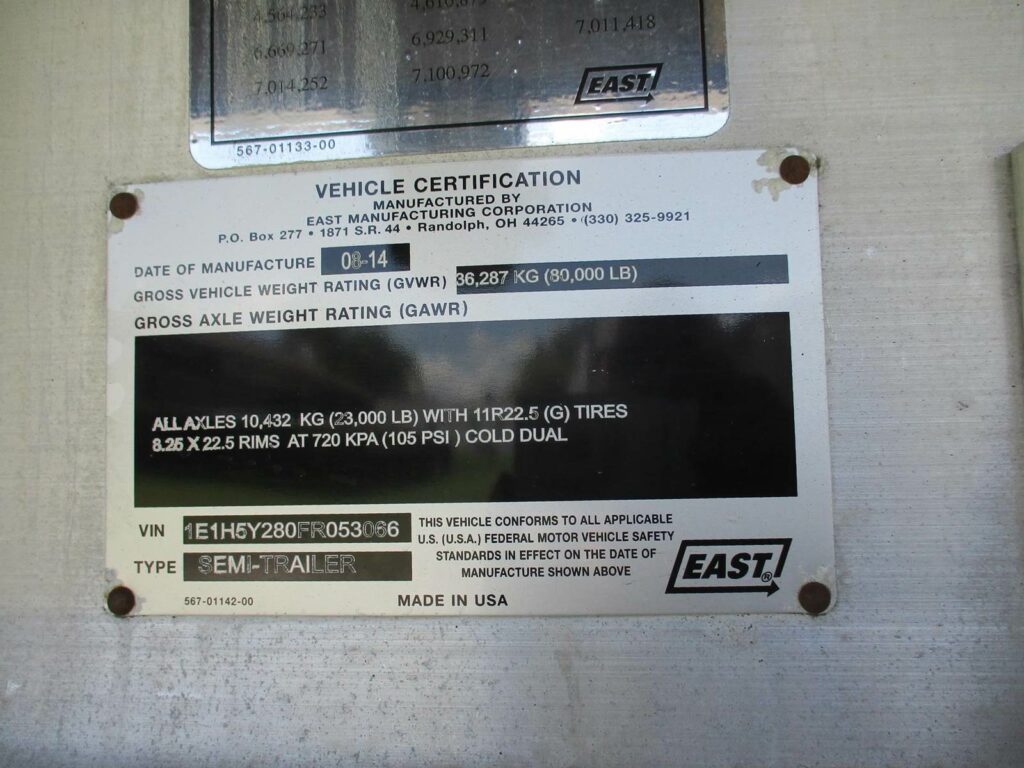 4,564,233 4,610,679
6,669,271 6,929,311 7,011,418
7,014,252 7,100,972
EAST
567-01133-00
VEHICLE CERTIFICATION
MANUFACTURED BY
EAST MANUFACTURING CORPORATION
P.O. Box 277 • 1871 S.R. 44 • Randolph, OH 44265 • (330) 325-9921
DATE OF MANUFACTURE 08-14
GROSS VEHICLE WEIGHT RATING (GVWR) 36,287 KG (80,000 LB)
GROSS AXLE WEIGHT RATING (GAWR)
ALL AXLES 10,432 KG (23,000 LB) WITH 11R22.5 (G) TIRES
8.25 X 22.5 RIMS AT 720 KPA (105 PSI ) COLD DUAL
VIN 1E1H5Y280FR053066
TYPE SEMI-TRAILER
THIS VEHICLE CONFORMS TO ALL APPLICABLE
U.S. (U.S.A.) FEDERAL MOTOR VEHICLE SAFETY
STANDARDS IN EFFECT ON THE DATE OF
MANUFACTURE SHOWN ABOVE
EAST®
567-01142-00
MADE IN USA